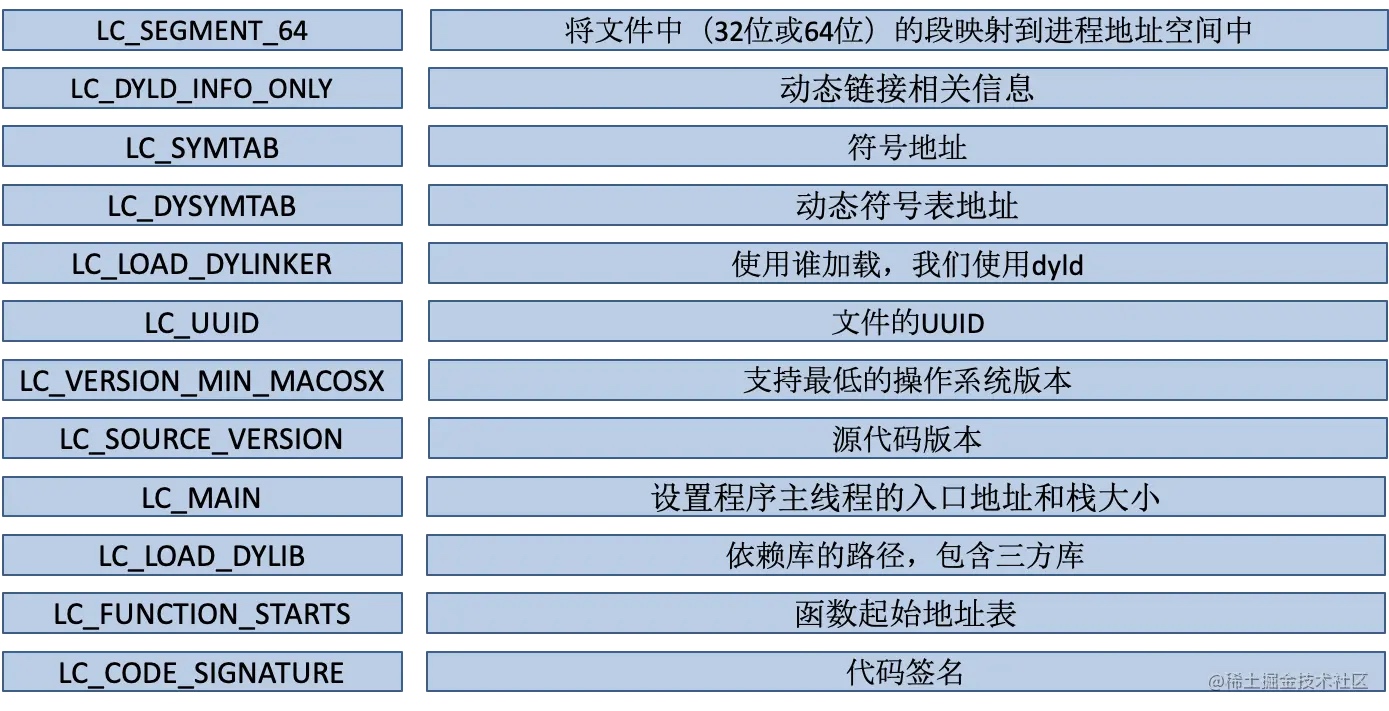 LC_SEGMENT_64 将文件中（32位或64位）的段映射到进程地址空间中
LC_DYLD_INFO_ONLY 动态链接相关信息
LC_SYMTAB 符号地址
LC_DYSYMTAB 动态符号表地址
LC_LOAD_DYLINKER 使用谁加载，我们使用dyld
LC_UUID 文件的UUID
LC_VERSION_MIN_MACOSX 支持最低的操作系统版本
LC_SOURCE_VERSION 源代码版本
LC_MAIN 设置程序主线程的入口地址和栈大小
LC_LOAD_DYLIB 依赖库的路径，包含三方库
LC_FUNCTION_STARTS 函数起始地址表
LC_CODE_SIGNATURE 代码签名
@稀土掘金技术社区